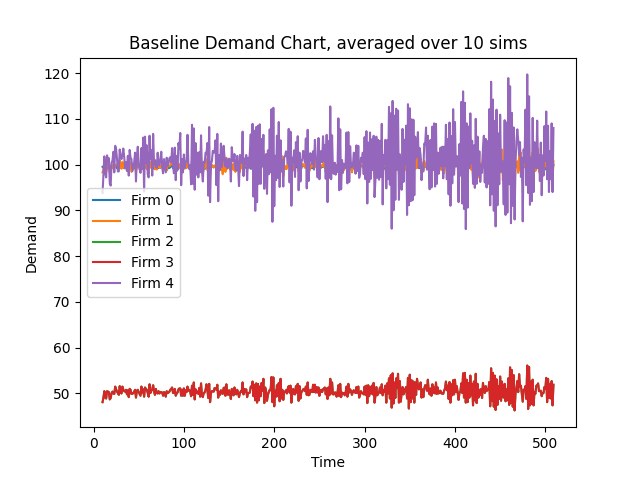 Baseline Demand Chart, averaged over 10 sims
120
110
100
90
80
70
60
50
Demand
Firm 0
Firm 1
Firm 2
Firm 3
Firm 4
0 100 200 300 400 500
Time